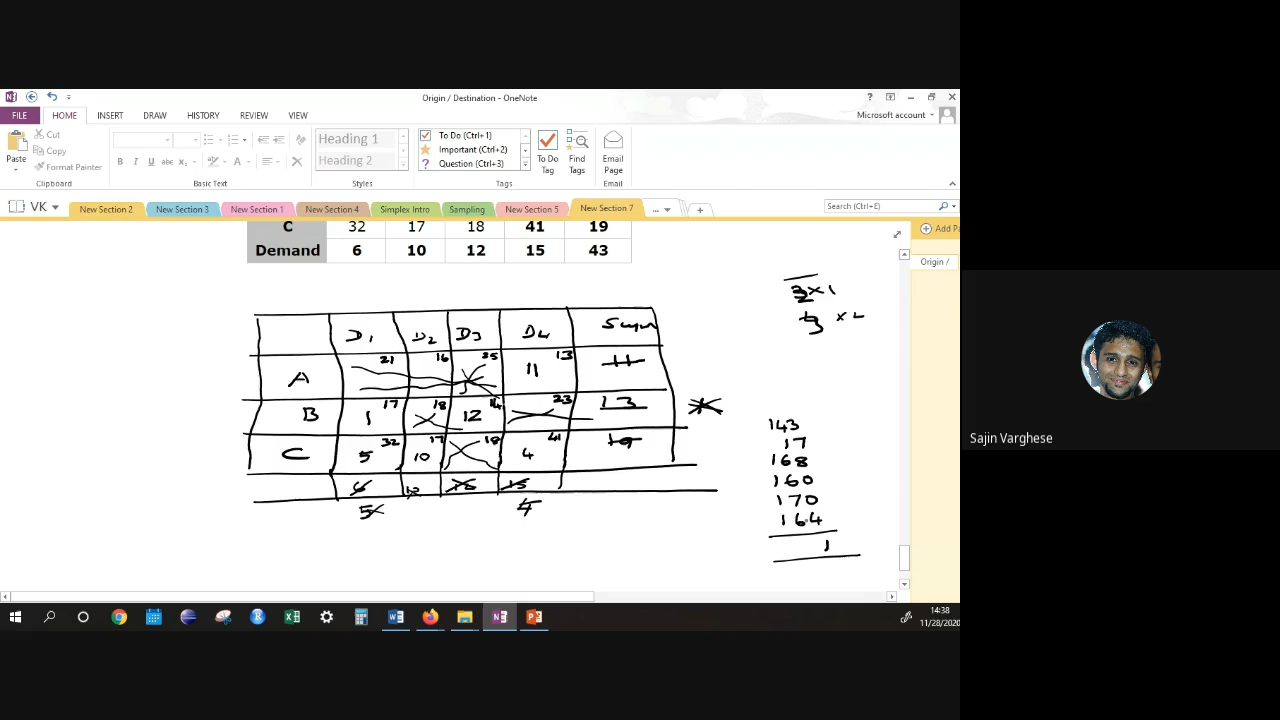 Origin / Destination - OneNote
FILE HOME INSERT DRAW HISTORY REVIEW VIEW
Microsoft account
Paste
Cut
Copy
Format Painter
Clipboard
B I U abc
Basic Text
Heading 1
Heading 2
Styles
To Do (Ctrl+1)
Important (Ctrl+2)
Question (Ctrl+3)
To Do Tag
Find Tags
Tags
Email Page
Email
VK
New Section 2 New Section 3 New Section 1 New Section 4 Simplex Intro Sampling New Section 5 New Section 7 ...
Search (Ctrl+E)
Add Pa
Origin /
C 32 17 18 41 19
Demand 6 10 12 15 43
D1 D2 D3 D4
A 21 16 25 11 13 11
B 1 17 18 12 14 23 13
C 5 32 10 17 18 4 41 19
6 10 12 15
5 4
143
17
168
160
170
164
1
Sajin Varghese
14:38
11/28/2020